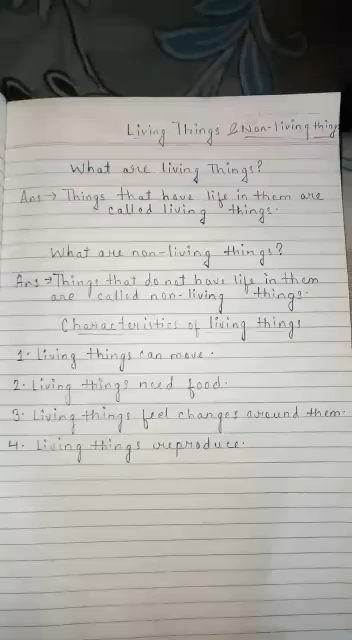 Living Things & Non-living things
What are living Things?
Ans → Things that have life in them are
called living things.
What are non-living things?
Ans → Things that do not have life in them
are called non-living things.
Characteristics of living things
1. Living things can move.
2. Living things need food.
3. Living things feel changes around them.
4. Living things reproduce.